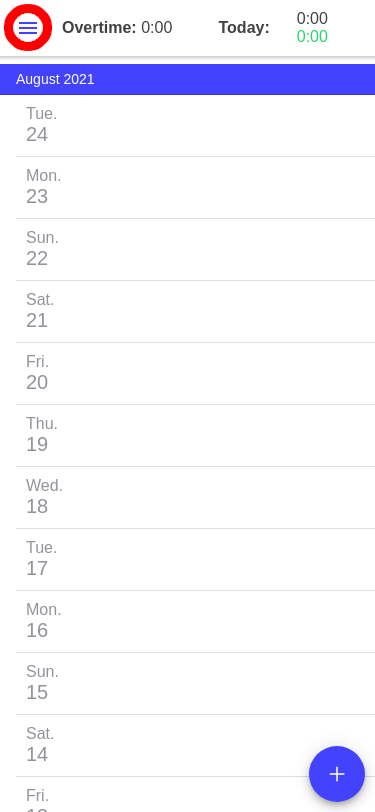 Overtime: 0:00 Today: 0:00
0:00
August 2021
Tue.
24
Mon.
23
Sun.
22
Sat.
21
Fri.
20
Thu.
19
Wed.
18
Tue.
17
Mon.
16
Sun.
15
Sat.
14
Fri.